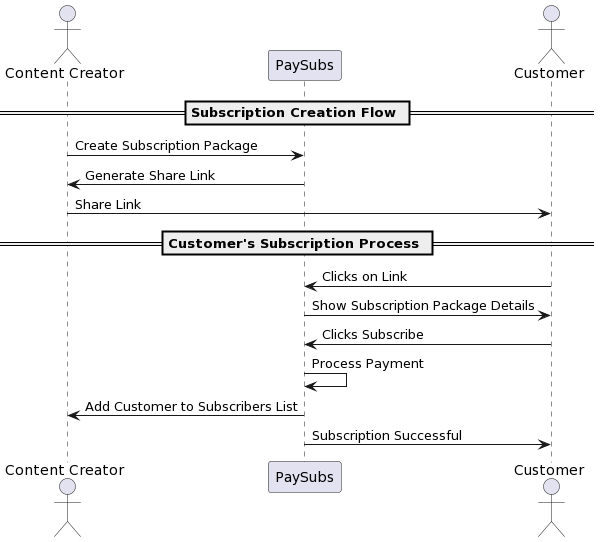 Content Creator
PaySubs
Customer
Subscription Creation Flow
Create Subscription Package
Generate Share Link
Share Link
Customer's Subscription Process
Clicks on Link
Show Subscription Package Details
Clicks Subscribe
Process Payment
Add Customer to Subscribers List
Subscription Successful
Content Creator
PaySubs
Customer